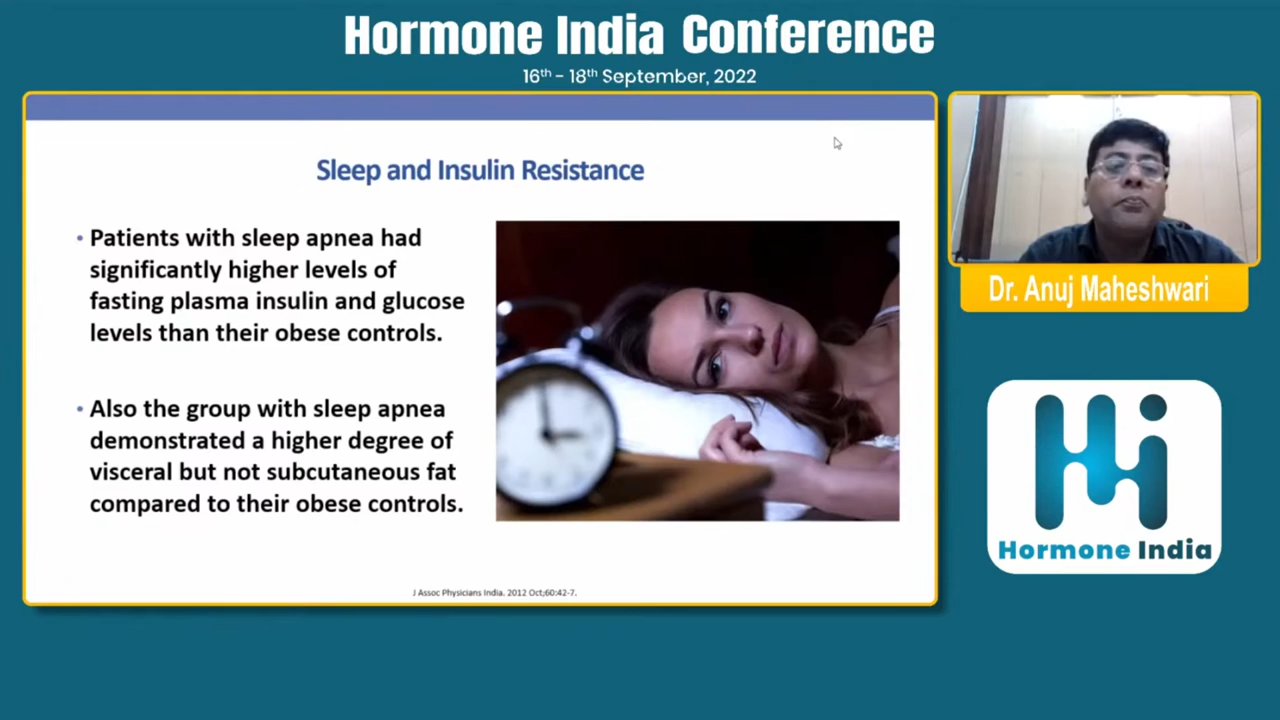 Hormone India Conference
16th - 18th September, 2022
Sleep and Insulin Resistance
• Patients with sleep apnea had
significantly higher levels of
fasting plasma insulin and glucose
levels than their obese controls.
• Also the group with sleep apnea
demonstrated a higher degree of
visceral but not subcutaneous fat
compared to their obese controls.
J Assoc Physicians India. 2012 Oct;60:42-7.
Dr. Anuj Maheshwari
Hi
Hormone India